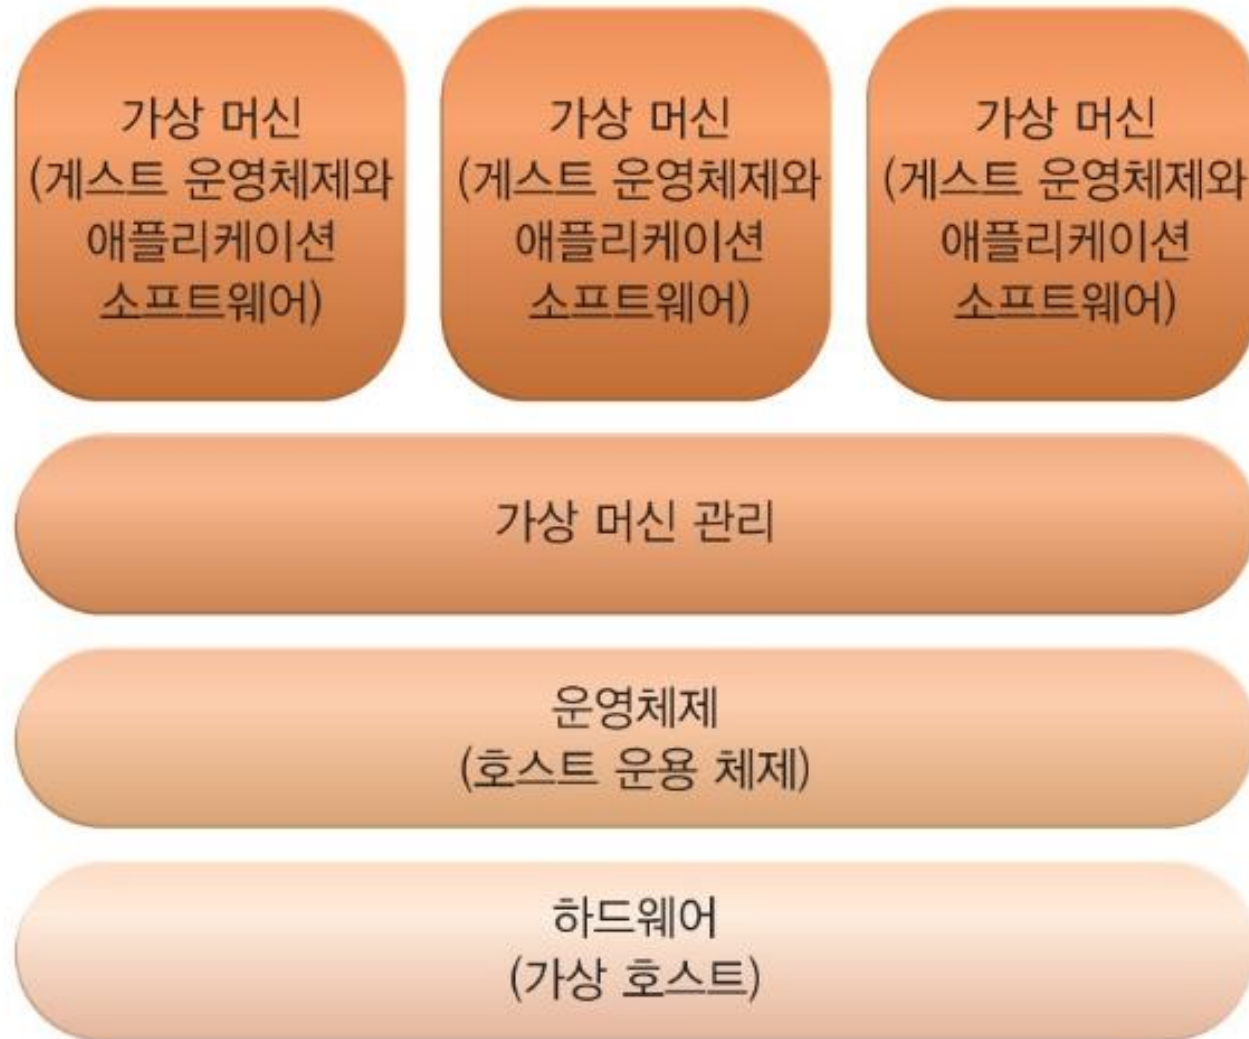 가상 머신
(게스트 운영체제와
애플리케이션
소프트웨어)
가상 머신
(게스트 운영체제와
애플리케이션
소프트웨어)
가상 머신
(게스트 운영체제와
애플리케이션
소프트웨어)
가상 머신 관리
운영체제
(호스트 운용 체제)
하드웨어
(가상 호스트)